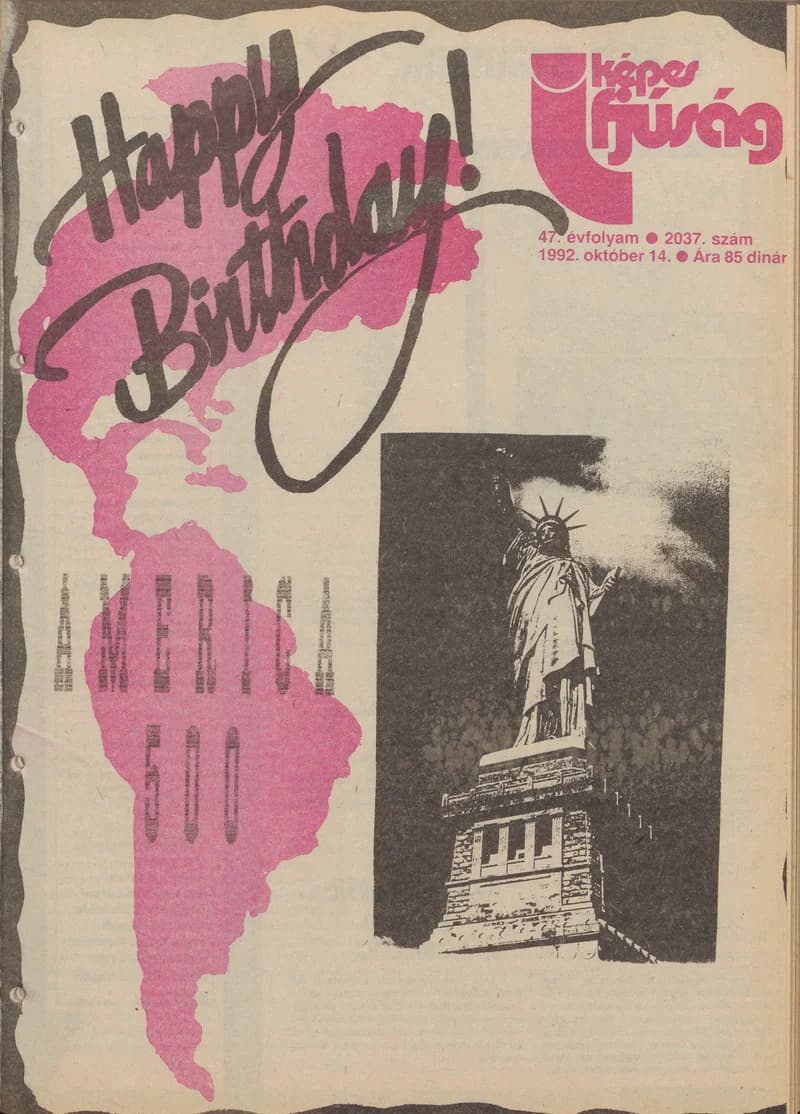 Happy
Birthday!
képes
Ifjúság
47. évfolyam ● 2037. szám
1992. október 14. ● Ára 85 dinár
AMERICA
500